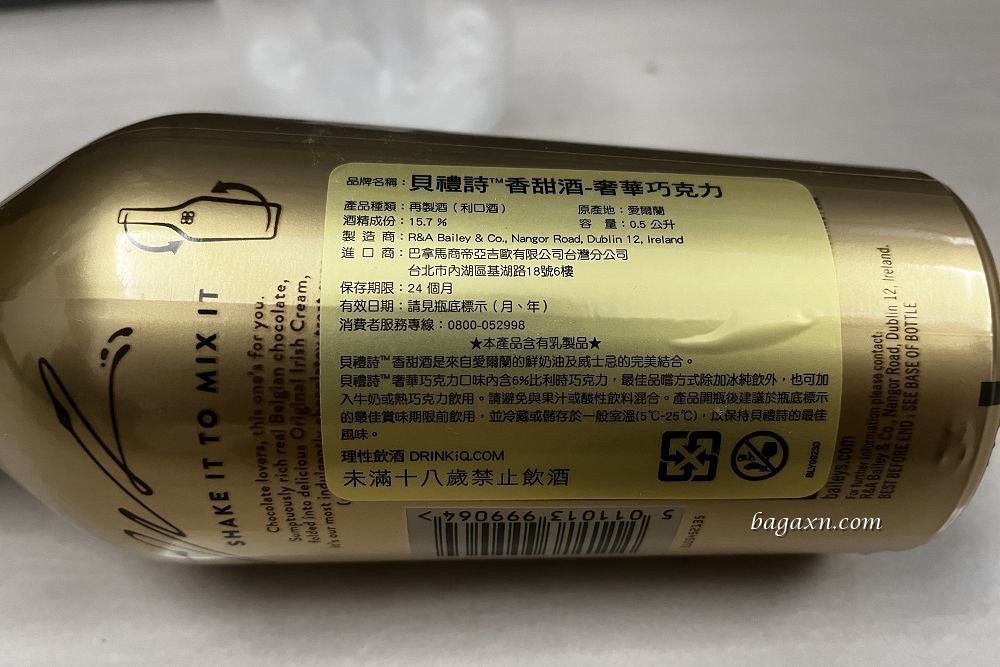 品牌名稱：貝禮詩™香甜酒-奢華巧克力
產品種類：再製酒（利口酒） 原產地：愛爾蘭
酒精成份：15.7 % 容 量：0.5 公升
製 造 商：R&A Bailey & Co., Nangor Road, Dublin 12, Ireland
進 口 商：巴拿馬商帝亞吉歐有限公司台灣分公司
台北市內湖區基湖路18號6樓
保存期限：24 個月
有效日期：請見瓶底標示（月、年）
消費者服務專線：0800-052998
★本產品含有乳製品★
貝禮詩™香甜酒是來自愛爾蘭的鮮奶油及威士忌的完美結合。
貝禮詩™奢華巧克力口味內含6%比利時巧克力，最佳品嚐方式除加冰純飲外，也可加
入牛奶或熱巧克力飲用。請避免與果汁或酸性飲料混合。產品開瓶後建議於瓶底標示
的最佳賞味期限前飲用，並冷藏或儲存於一般室溫(5℃-25℃)，以保持貝禮詩的最佳
風味。
理性飲酒 DRINKiQ.COM
未滿十八歲禁止飲酒
BLY09230
SHAKE IT TO MIX IT
Chocolate lovers, this one's for you.
Sumptuously rich real Belgian chocolate,
folded into delicious Original Irish Cream,
it's our most indulgently
baileys.com
For further information please contact:
R&A Bailey & Co., Nangor Road, Dublin 12, Ireland.
BEST BEFORE END: SEE BASE OF BOTTLE
5 011013 999064 >
bagaxn.com